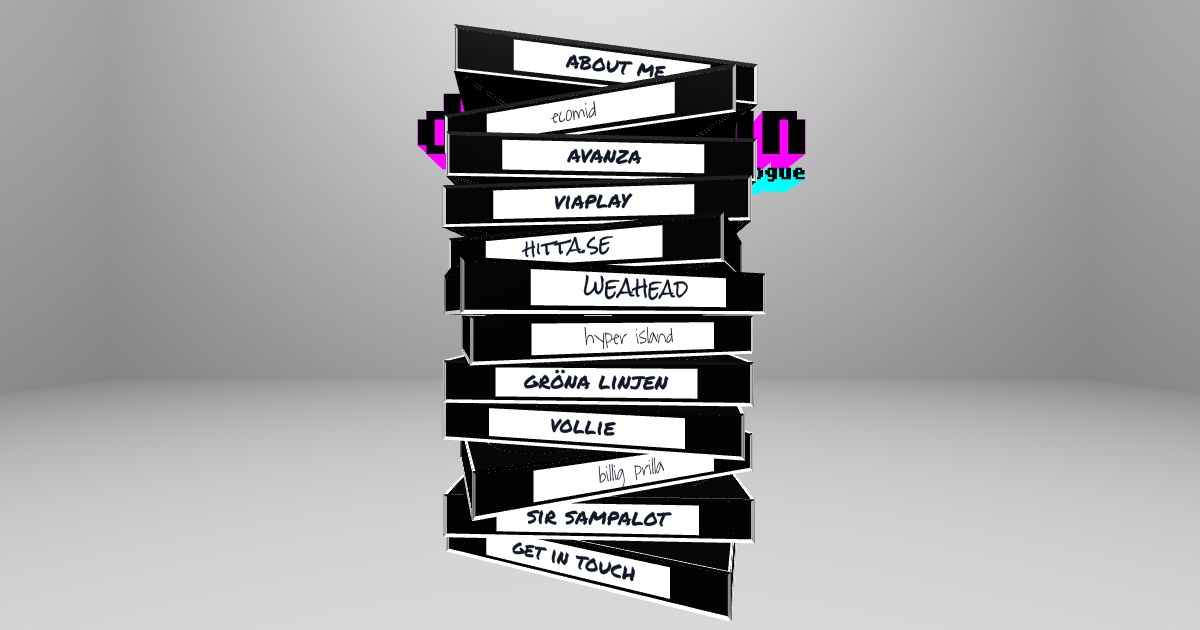 ABOUT ME
ecomid
AVANZA
VIAPLAY
HITTA.SE
WEAHEAD
hyper island
GRÖNA LINJEN
VOLLIE
billig prilla
SIR SAMPALOT
GET IN TOUCH